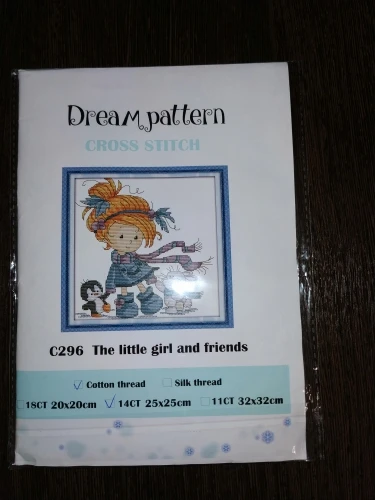 Dream pattern
CROSS STITCH
C296 The little girl and friends
Cotton thread Silk thread
18CT 20x20cm 14CT 25x25cm 11CT 32x32cm